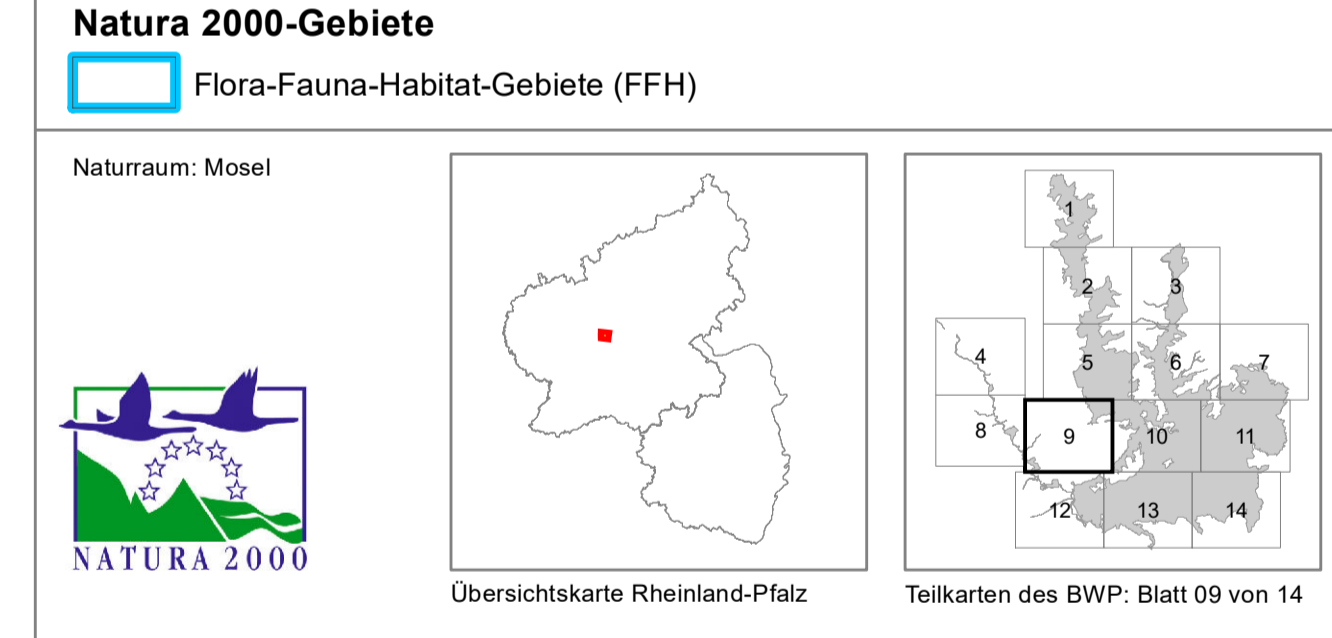 Natura 2000-Gebiete
Flora-Fauna-Habitat-Gebiete (FFH)
Naturraum: Mosel
NATURA 2000
Übersichtskarte Rheinland-Pfalz
1
2
3
4
5
6
7
8
9
10
11
12
13
14
Teilkarten des BWP: Blatt 09 von 14